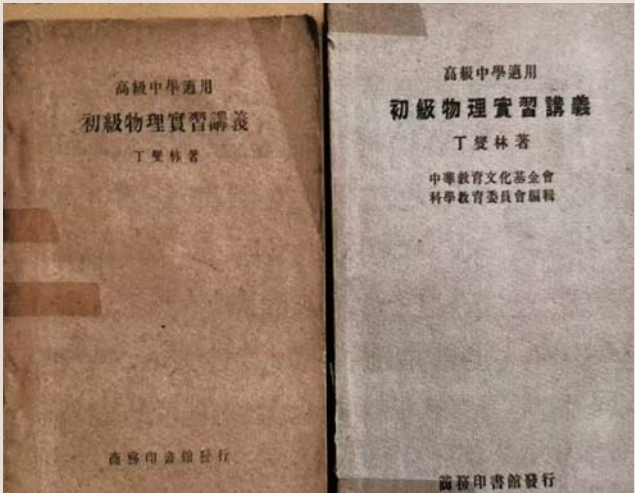 高級中學適用
初級物理實習講義
丁燮林著
商務印書館發行
高級中學適用
初級物理實習講義
丁燮林著
中華敎育文化基金會
科學敎育委員會編輯
商務印書館發行